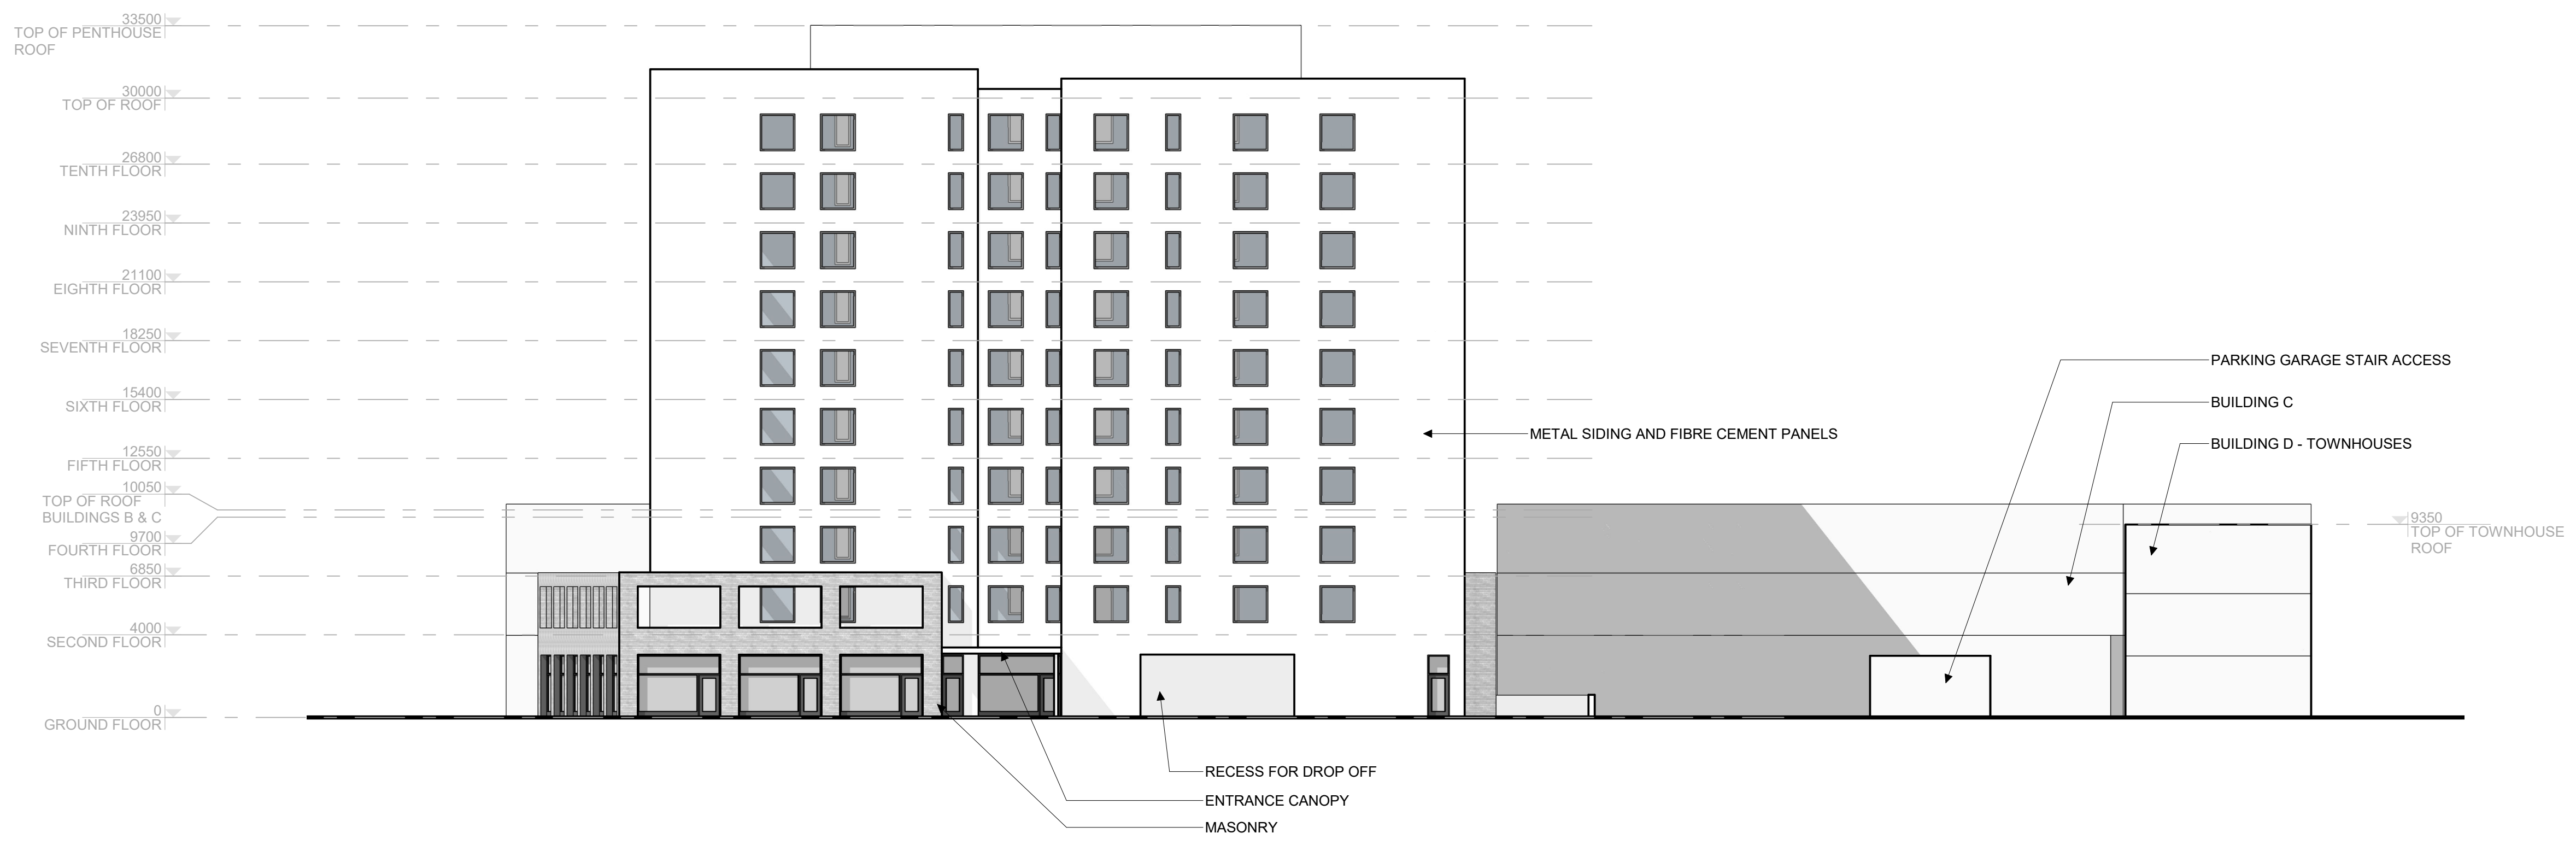 33500
TOP OF PENTHOUSE
ROOF
30000
TOP OF ROOF
26800
TENTH FLOOR
23950
NINTH FLOOR
21100
EIGHTH FLOOR
18250
SEVENTH FLOOR
15400
SIXTH FLOOR
12550
FIFTH FLOOR
10050
TOP OF ROOF
BUILDINGS B & C
9700
FOURTH FLOOR
6850
THIRD FLOOR
4000
SECOND FLOOR
0
GROUND FLOOR
METAL SIDING AND FIBRE CEMENT PANELS
PARKING GARAGE STAIR ACCESS
BUILDING C
BUILDING D - TOWNHOUSES
9350
TOP OF TOWNHOUSE
ROOF
RECESS FOR DROP OFF
ENTRANCE CANOPY
MASONRY